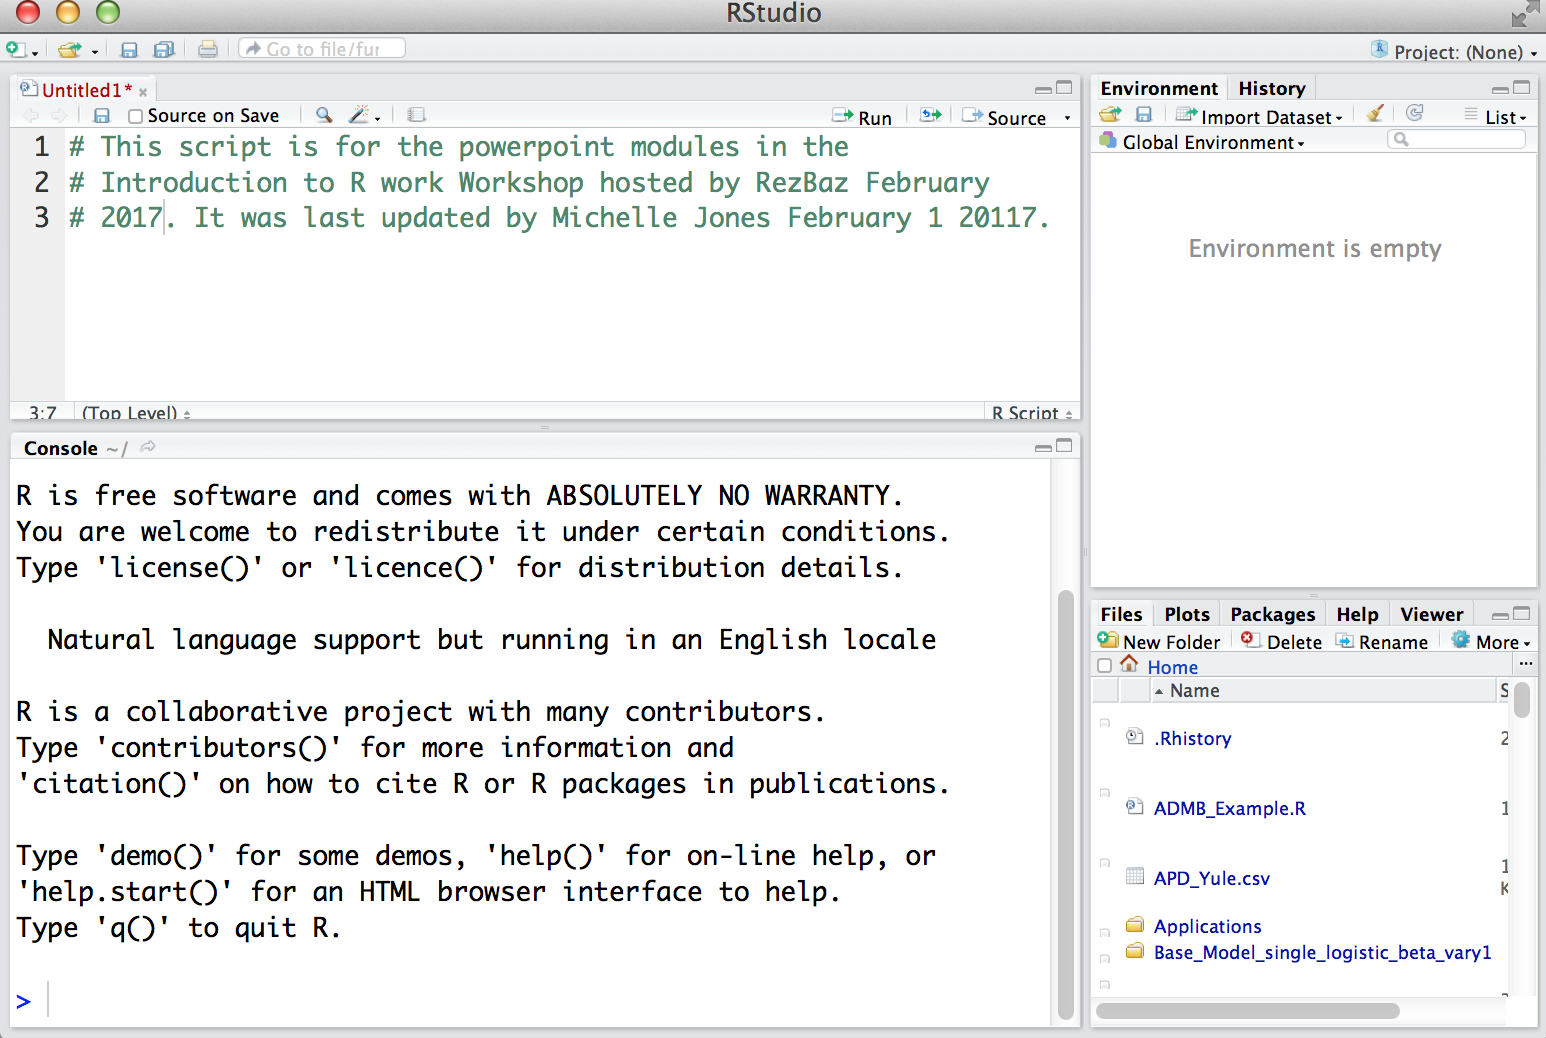 RStudio
Go to file/fun
Project: (None)
Untitled1*
Source on Save
Run
Source
1 # This script is for the powerpoint modules in the
2 # Introduction to R work Workshop hosted by RezBaz February
3 # 2017. It was last updated by Michelle Jones February 1 20117.
3:7 (Top Level)
R Script
Console ~/
R is free software and comes with ABSOLUTELY NO WARRANTY.
You are welcome to redistribute it under certain conditions.
Type 'license()' or 'licence()' for distribution details.
Natural language support but running in an English locale
R is a collaborative project with many contributors.
Type 'contributors()' for more information and
'citation()' on how to cite R or R packages in publications.
Type 'demo()' for some demos, 'help()' for on-line help, or
'help.start()' for an HTML browser interface to help.
Type 'q()' to quit R.
>
Environment History
Import Dataset List
Global Environment
Environment is empty
Files Plots Packages Help Viewer
New Folder Delete Rename More
Home ...
Name S
.Rhistory 2
ADMB_Example.R 1
APD_Yule.csv 1
K
Applications
Base_Model_single_logistic_beta_vary1